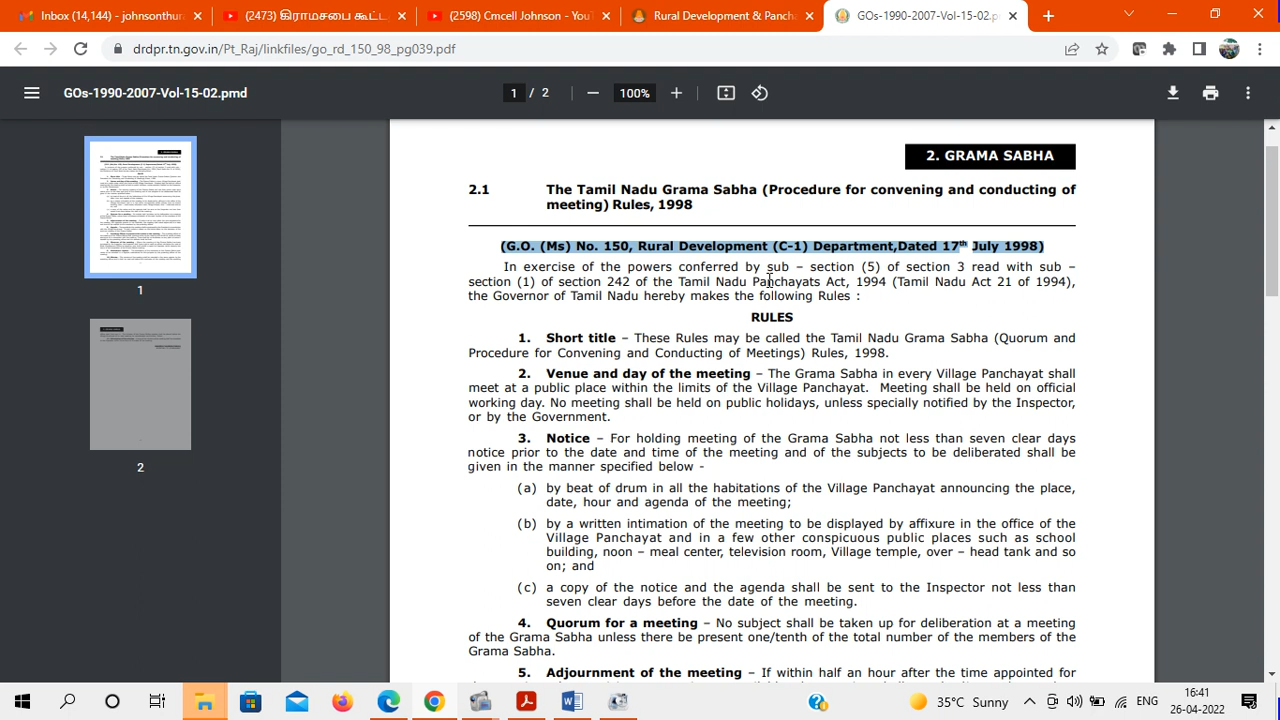 Inbox (14,144) - johnsonthura
(2473) கிராமசபை கூட்ட
(2598) Cmcell Johnson - YouT
Rural Development & Pancha
GOs-1990-2007-Vol-15-02.p
drdpr.tn.gov.in/Pt_Raj/linkfiles/go_rd_150_98_pg039.pdf
GOs-1990-2007-Vol-15-02.pmd
1 / 2
100%
1
2
2. GRAMA SABHA
2.1 The Tamil Nadu Grama Sabha (Procedure for convening and conducting of
meeting) Rules, 1998
(G.O. (Ms) No. 150, Rural Development (C-1) Department,Dated 17th July 1998)
In exercise of the powers conferred by sub – section (5) of section 3 read with sub –
section (1) of section 242 of the Tamil Nadu Panchayats Act, 1994 (Tamil Nadu Act 21 of 1994),
the Governor of Tamil Nadu hereby makes the following Rules :
RULES
1. Short title – These Rules may be called the Tamil Nadu Grama Sabha (Quorum and
Procedure for Convening and Conducting of Meetings) Rules, 1998.
2. Venue and day of the meeting – The Grama Sabha in every Village Panchayat shall
meet at a public place within the limits of the Village Panchayat. Meeting shall be held on official
working day. No meeting shall be held on public holidays, unless specially notified by the Inspector,
or by the Government.
3. Notice – For holding meeting of the Grama Sabha not less than seven clear days
notice prior to the date and time of the meeting and of the subjects to be deliberated shall be
given in the manner specified below -
(a) by beat of drum in all the habitations of the Village Panchayat announcing the place,
date, hour and agenda of the meeting;
(b) by a written intimation of the meeting to be displayed by affixure in the office of the
Village Panchayat and in a few other conspicuous public places such as school
building, noon – meal center, television room, Village temple, over – head tank and so
on; and
(c) a copy of the notice and the agenda shall be sent to the Inspector not less than
seven clear days before the date of the meeting.
4. Quorum for a meeting – No subject shall be taken up for deliberation at a meeting
of the Grama Sabha unless there be present one/tenth of the total number of the members of the
Grama Sabha.
5. Adjournment of the meeting – If within half an hour after the time appointed for
35°C Sunny
ENG
16:41
26-04-2022